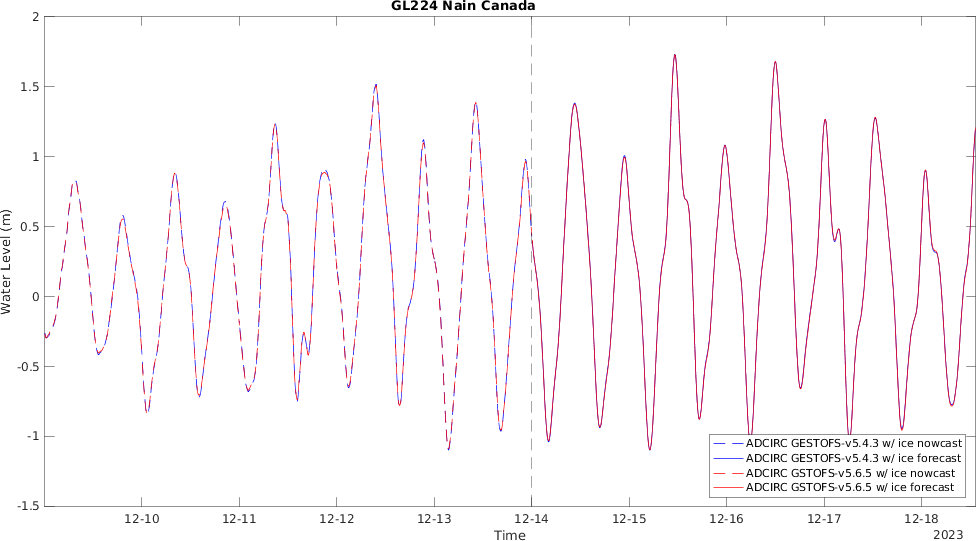 GL224 Nain Canada
2
1.5
1
0.5
0
-0.5
-1
-1.5
Water Level (m)
12-10 12-11 12-12 12-13 12-14 12-15 12-16 12-17 12-18
Time
2023
ADCIRC GESTOFS-v5.4.3 w/ ice nowcast
ADCIRC GESTOFS-v5.4.3 w/ ice forecast
ADCIRC GSTOFS-v5.6.5 w/ ice nowcast
ADCIRC GSTOFS-v5.6.5 w/ ice forecast